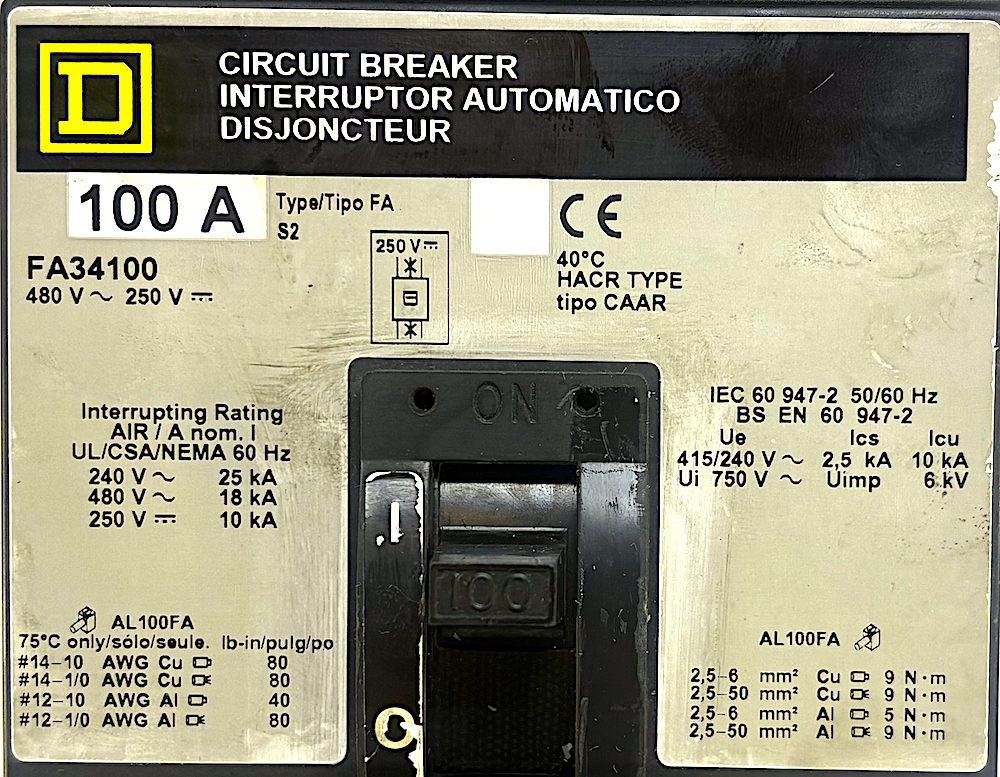 D
CIRCUIT BREAKER
INTERRUPTOR AUTOMATICO
DISJONCTEUR
100 A
Type/Tipo FA
S2
FA34100
480 V ~ 250 V ⎓
250 V ⎓
CE
40°C
HACR TYPE
tipo CAAR
ON
Interrupting Rating
AIR / A nom. I
UL/CSA/NEMA 60 Hz
240 V ~ 25 kA
480 V ~ 18 kA
250 V ⎓ 10 kA
IEC 60 947-2 50/60 Hz
BS EN 60 947-2
Ue Ics Icu
415/240 V ~ 2,5 kA 10 kA
Ui 750 V ~ Uimp 6 kV
I
100
O
AL100FA
75°C only/sólo/seule. lb-in/pulg/po
#14-10 AWG Cu 80
#14-1/0 AWG Cu 80
#12-10 AWG Al 40
#12-1/0 AWG Al 80
AL100FA
2,5-6 mm² Cu 9 N·m
2,5-50 mm² Cu 9 N·m
2,5-6 mm² Al 5 N·m
2,5-50 mm² Al 9 N·m